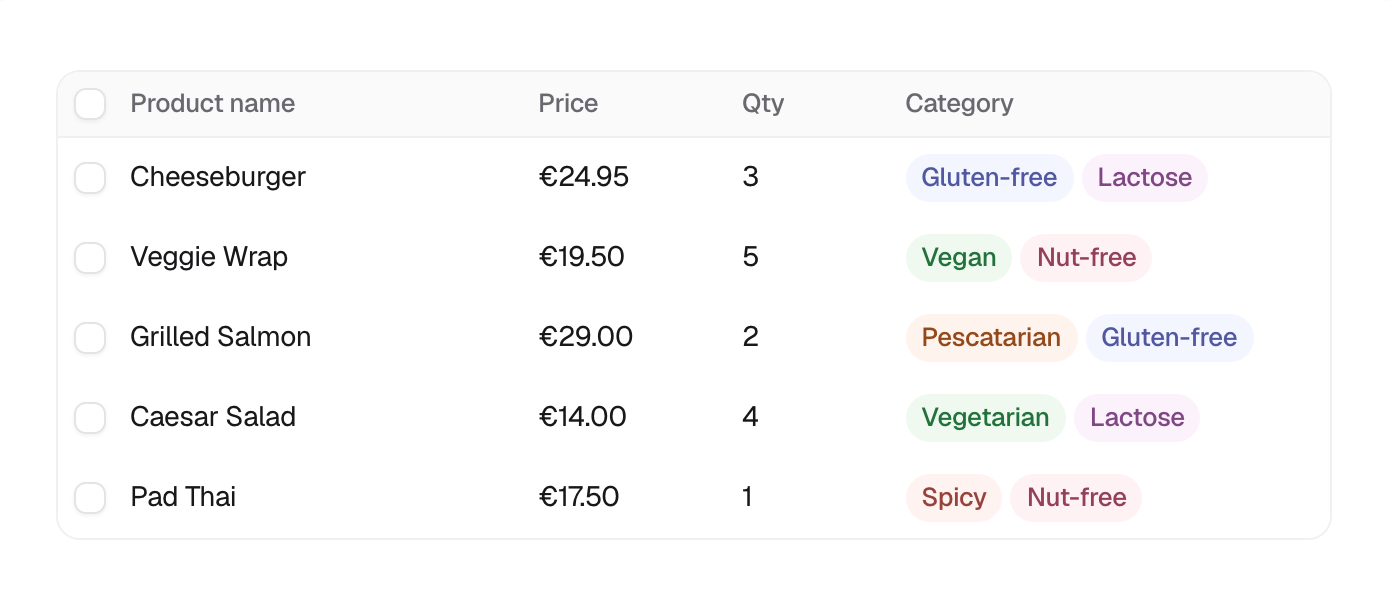 Product name Price Qty Category
Cheeseburger €24.95 3 Gluten-free Lactose
Veggie Wrap €19.50 5 Vegan Nut-free
Grilled Salmon €29.00 2 Pescatarian Gluten-free
Caesar Salad €14.00 4 Vegetarian Lactose
Pad Thai €17.50 1 Spicy Nut-free